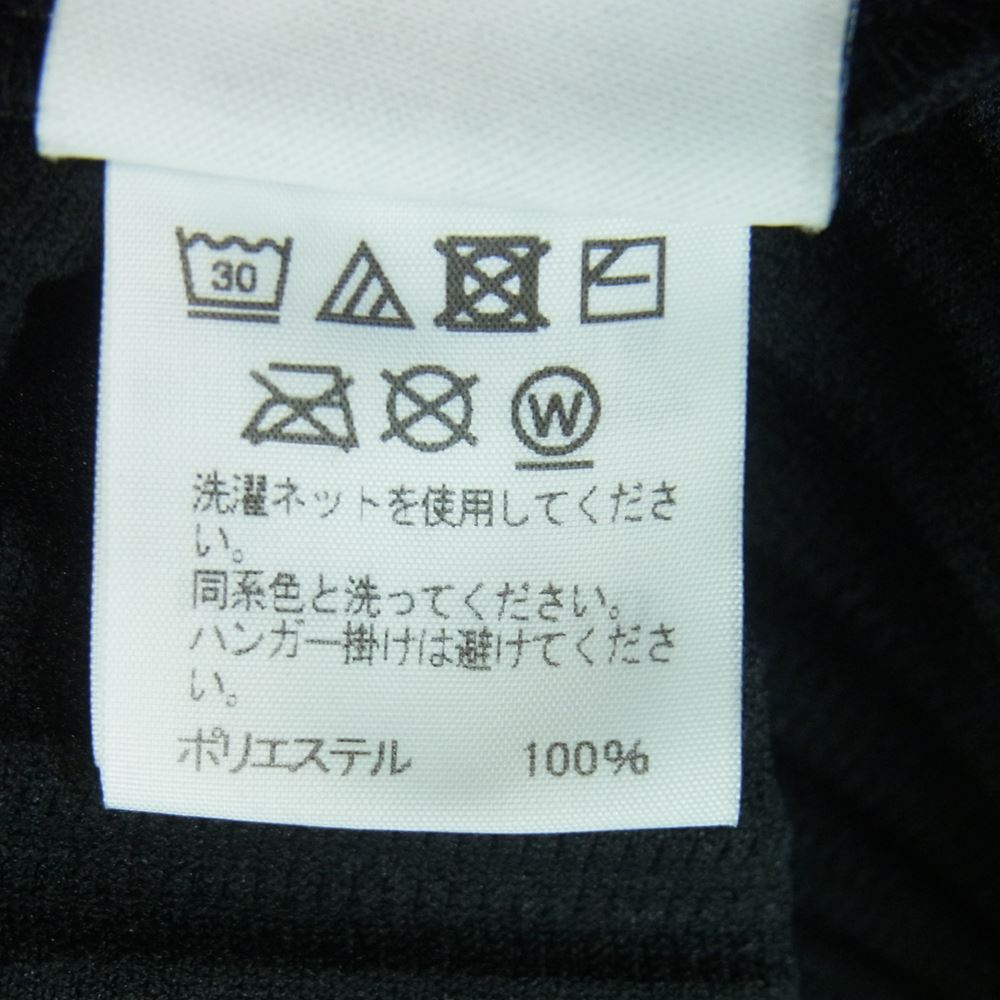 30
W
洗濯ネットを使用してくださ
い。
同系色と洗ってください。
ハンガー掛けは避けてくださ
い。
ポリエステル 100%